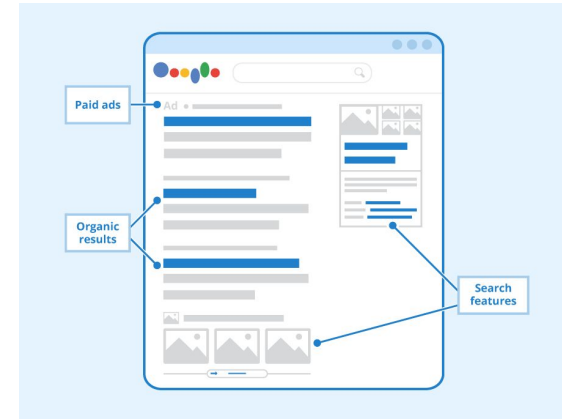 Paid ads
Ad
Organic
results
Search
features